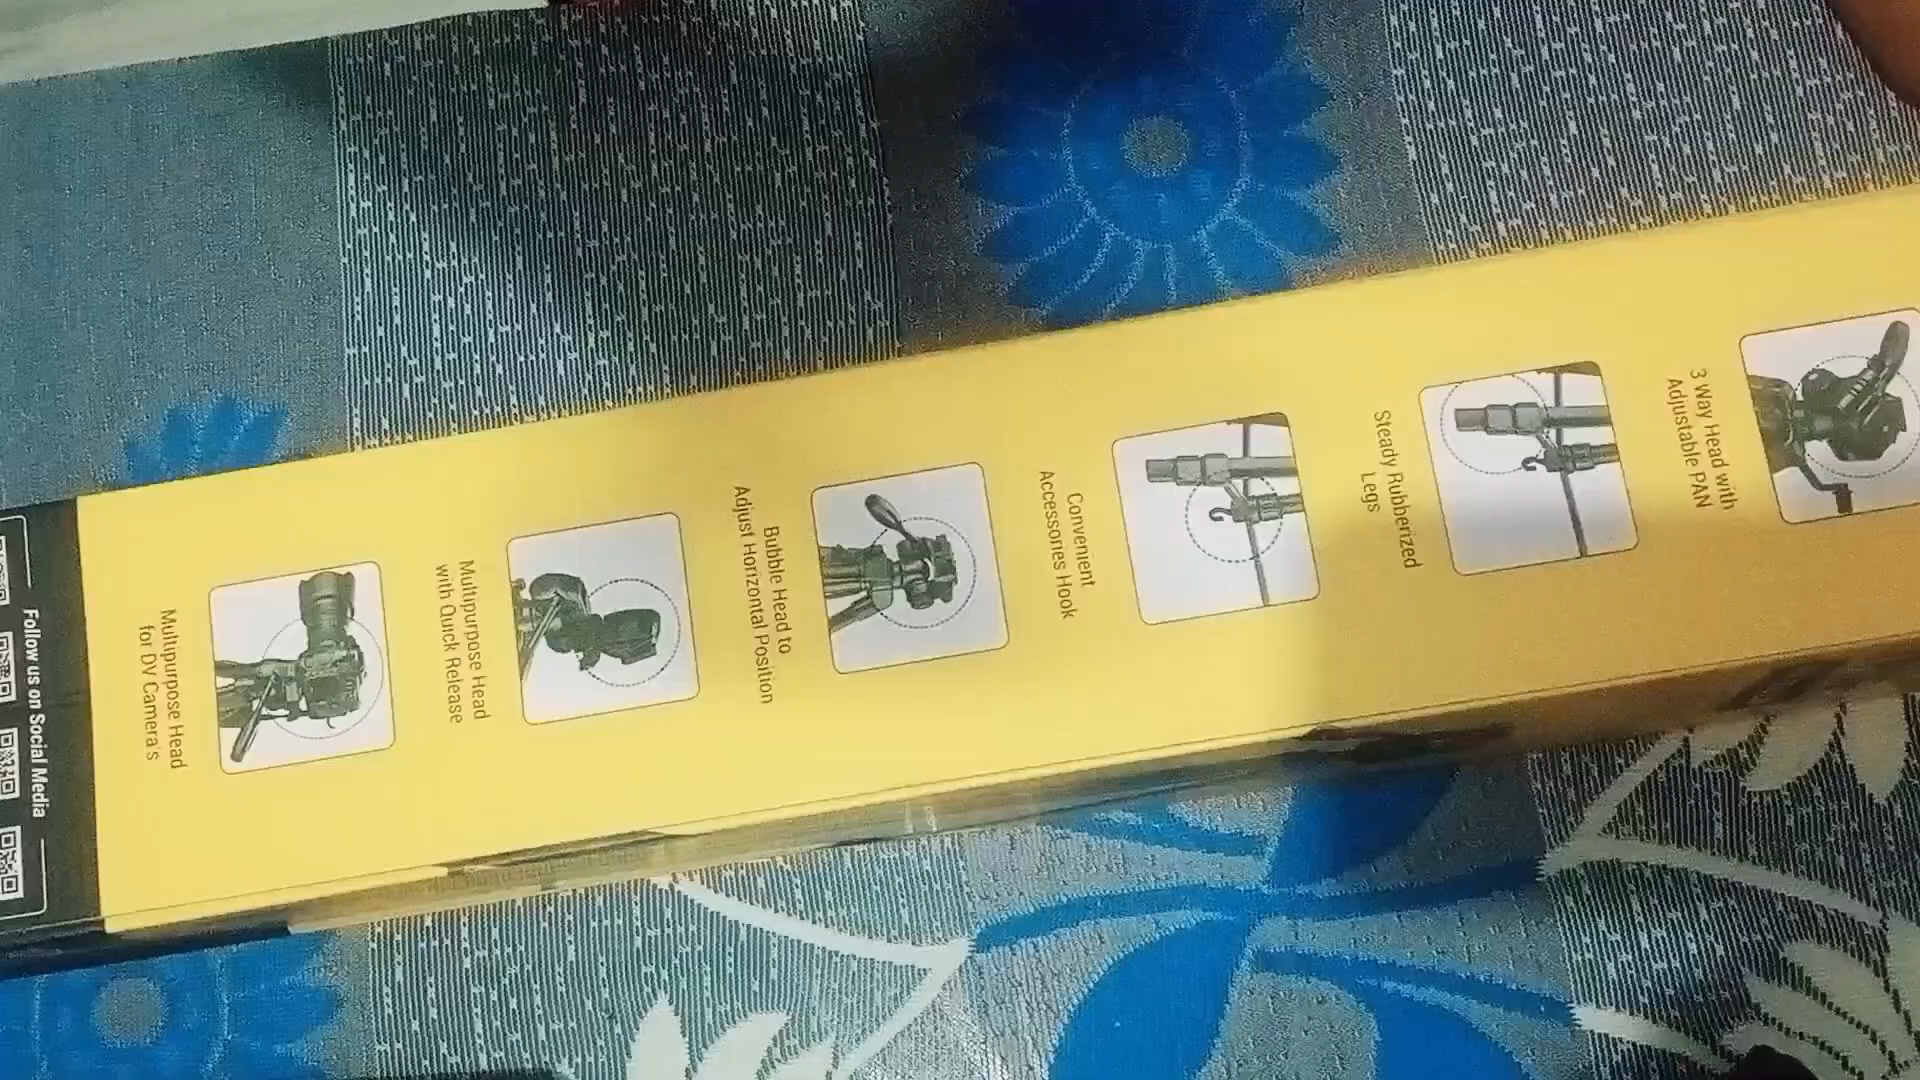 3 Way Head with
Adjustable PAN
Steady Rubberized
Legs
Convenient
Accessories Hook
Bubble Head to
Adjust Horizontal Position
Multipurpose Head
with Quick Release
Multipurpose Head
for DV Camera's
Follow us on Social Media